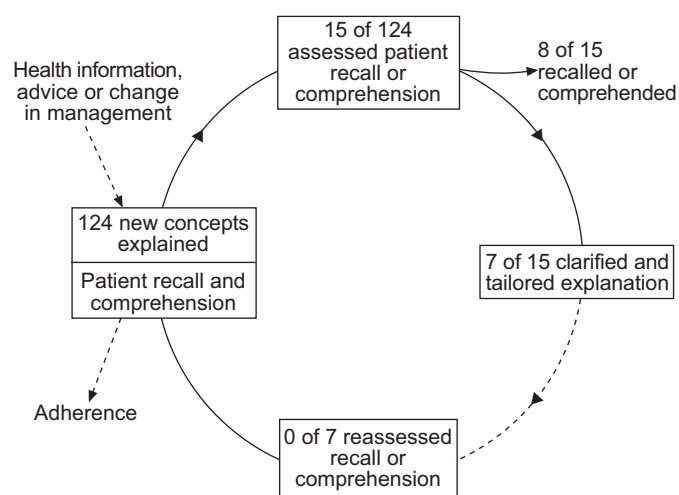 15 of 124
assessed patient
recall or
comprehension
8 of 15
recalled or
comprehended
Health information,
advice or change
in management
124 new concepts
explained
Patient recall and
comprehension
7 of 15 clarified and
tailored explanation
Adherence
0 of 7 reassessed
recall or
comprehension